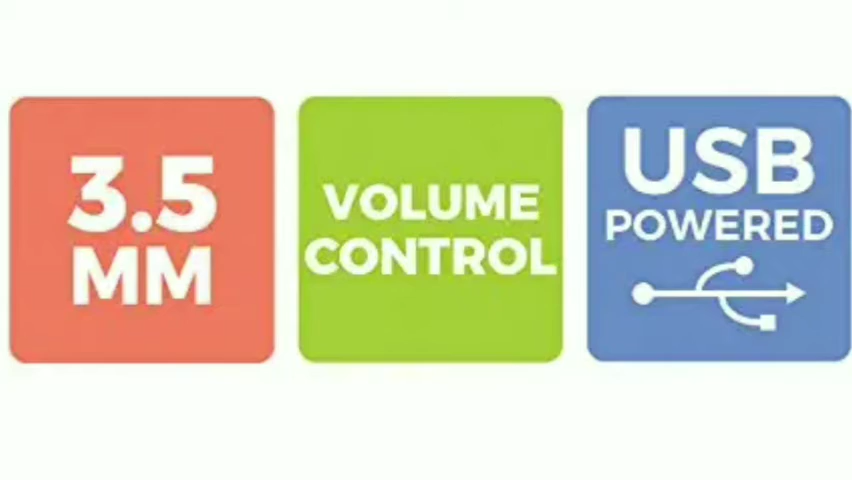 3.5
MM
VOLUME
CONTROL
USB
POWERED